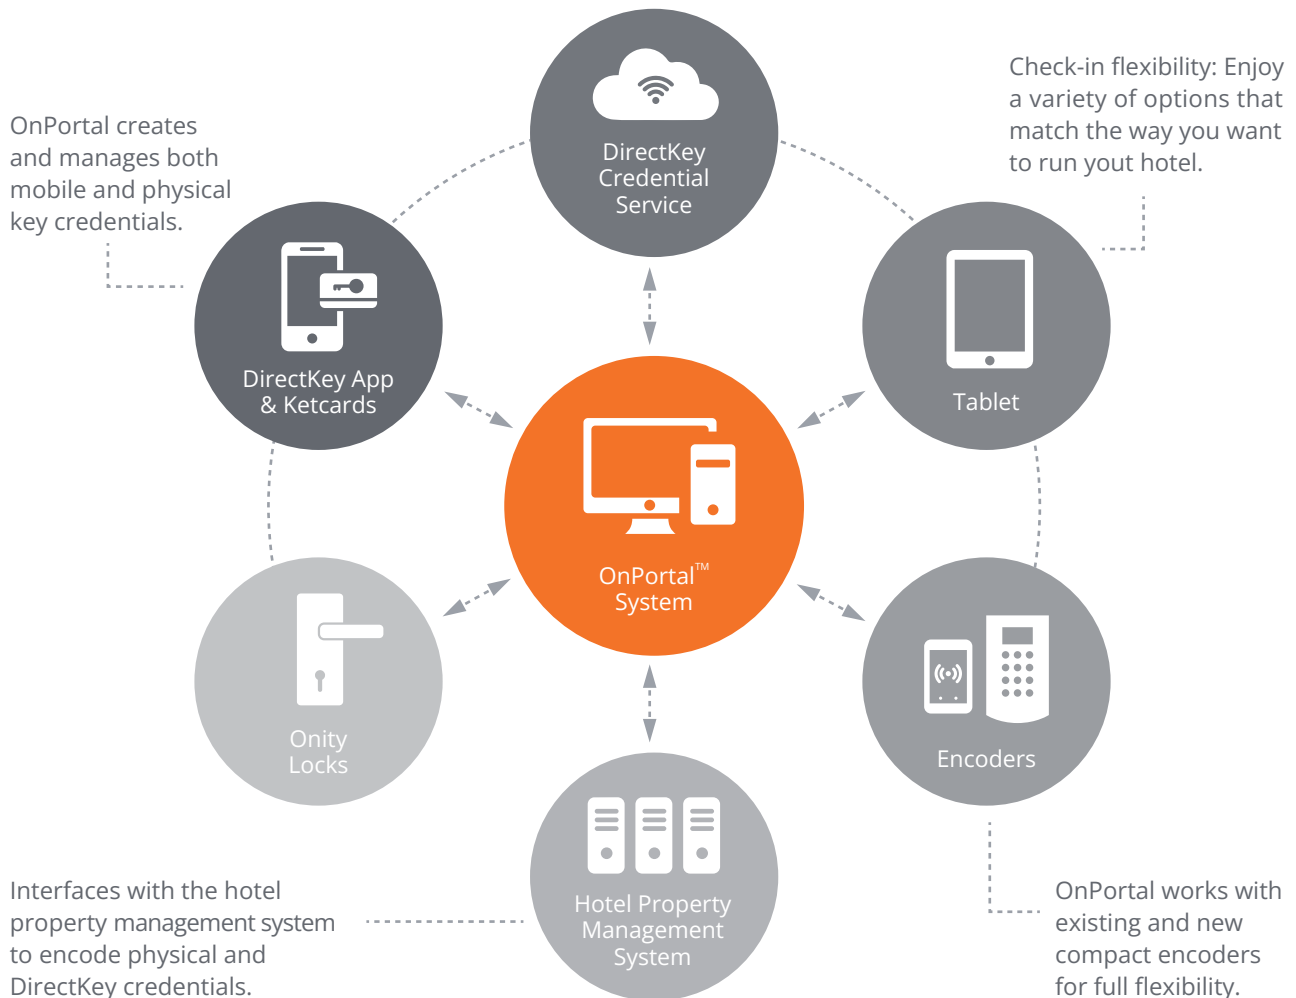 DirectKey
Credential
Service
Check-in flexibility: Enjoy
a variety of options that
match the way you want
to run yout hotel.
OnPortal creates
and manages both
mobile and physical
key credentials.
DirectKey App
& Ketcards
Tablet
OnPortal™
System
Onity
Locks
Encoders
Hotel Property
Management
System
Interfaces with the hotel
property management system
to encode physical and
DirectKey credentials.
OnPortal works with
existing and new
compact encoders
for full flexibility.